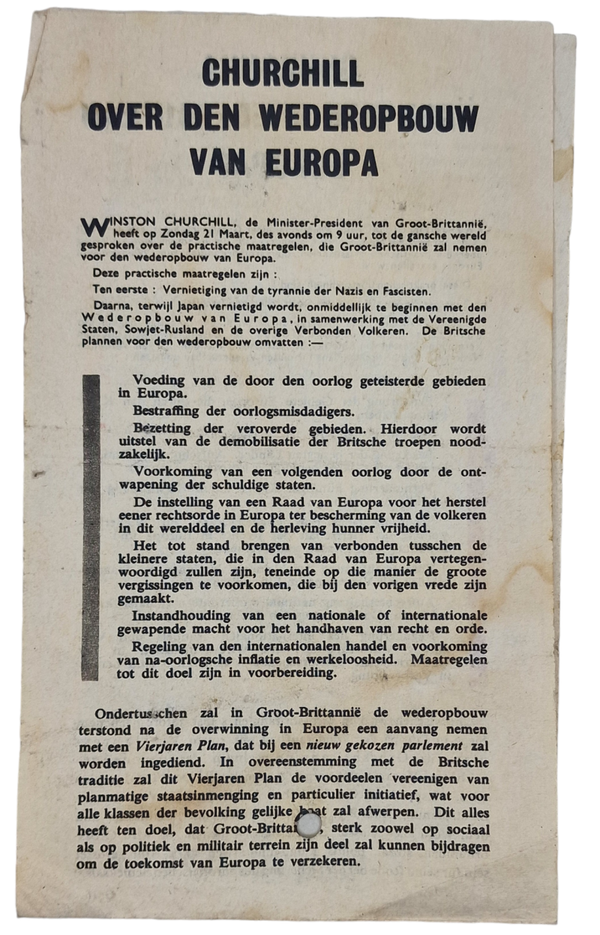 CHURCHILL
OVER DEN WEDEROPBOUW
VAN EUROPA
WINSTON CHURCHILL, de Minister-President van Groot-Brittannië,
heeft op Zondag 21 Maart, des avonds om 9 uur, tot de gansche wereld
gesproken over de practische maatregelen, die Groot-Brittannië zal nemen
voor den wederopbouw van Europa.
Deze practische maatregelen zijn :
Ten eerste : Vernietiging van de tyrannie der Nazis en Fascisten.
Daarna, terwijl Japan vernietigd wordt, onmiddellijk te beginnen met den
Wederopbouw van Europa, in samenwerking met de Vereenigde
Staten, Sowjet-Rusland en de overige Verbonden Volkeren. De Britsche
plannen voor den wederopbouw omvatten :—
Voeding van de door den oorlog geteisterde gebieden
in Europa.
Bestraffing der oorlogsmisdadigers.
Bezetting der veroverde gebieden. Hierdoor wordt
uitstel van de demobilisatie der Britsche troepen nood-
zakelijk.
Voorkoming van een volgenden oorlog door de ont-
wapening der schuldige staten.
De instelling van een Raad van Europa voor het herstel
eener rechtsorde in Europa ter bescherming van de volkeren
in dit werelddeel en de herleving hunner vrijheid.
Het tot stand brengen van verbonden tusschen de
kleinere staten, die in den Raad van Europa vertegen-
woordigd zullen zijn, teneinde op die manier de groote
vergissingen te voorkomen, die bij den vorigen vrede zijn
gemaakt.
Instandhouding van een nationale of internationale
gewapende macht voor het handhaven van recht en orde.
Regeling van den internationalen handel en voorkoming
van na-oorlogsche inflatie en werkeloosheid. Maatregelen
tot dit doel zijn in voorbereiding.
Ondertusschen zal in Groot-Brittannië de wederopbouw
terstond na de overwinning in Europa een aanvang nemen
met een Vierjaren Plan, dat bij een nieuw gekozen parlement zal
worden ingediend. In overeenstemming met de Britsche
traditie zal dit Vierjaren Plan de voordeelen vereenigen van
planmatige staatsinmenging en particulier initiatief, wat voor
alle klassen der bevolking gelijke zal afwerpen. Dit alles
heeft ten doel, dat sterk zoowel op sociaal
als op politiek en militair terrein zijn deel zal kunnen bijdragen
om de toekomst van Europa te verzekeren.